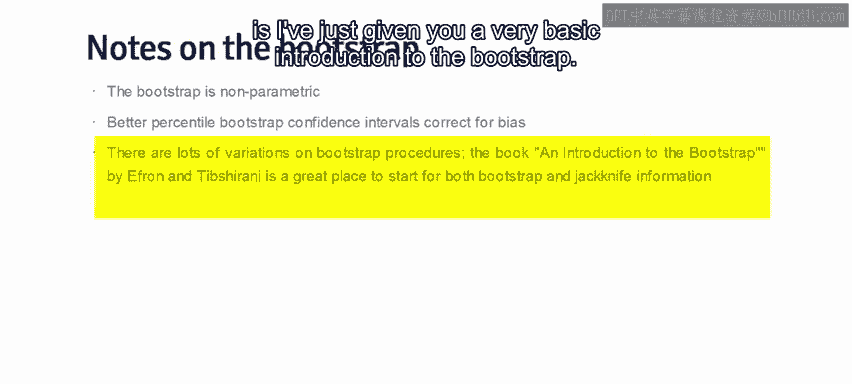 is I've just given you a very basic
introduction to the bootstrap.
Notes on the bootstrap
· The bootstrap is non-parametric
· Better percentile bootstrap confidence intervals correct for bias
· There are lots of variations on bootstrap procedures; the book "An Introduction to the Bootstrap""
by Efron and Tibshirani is a great place to start for both bootstrap and jackknife information